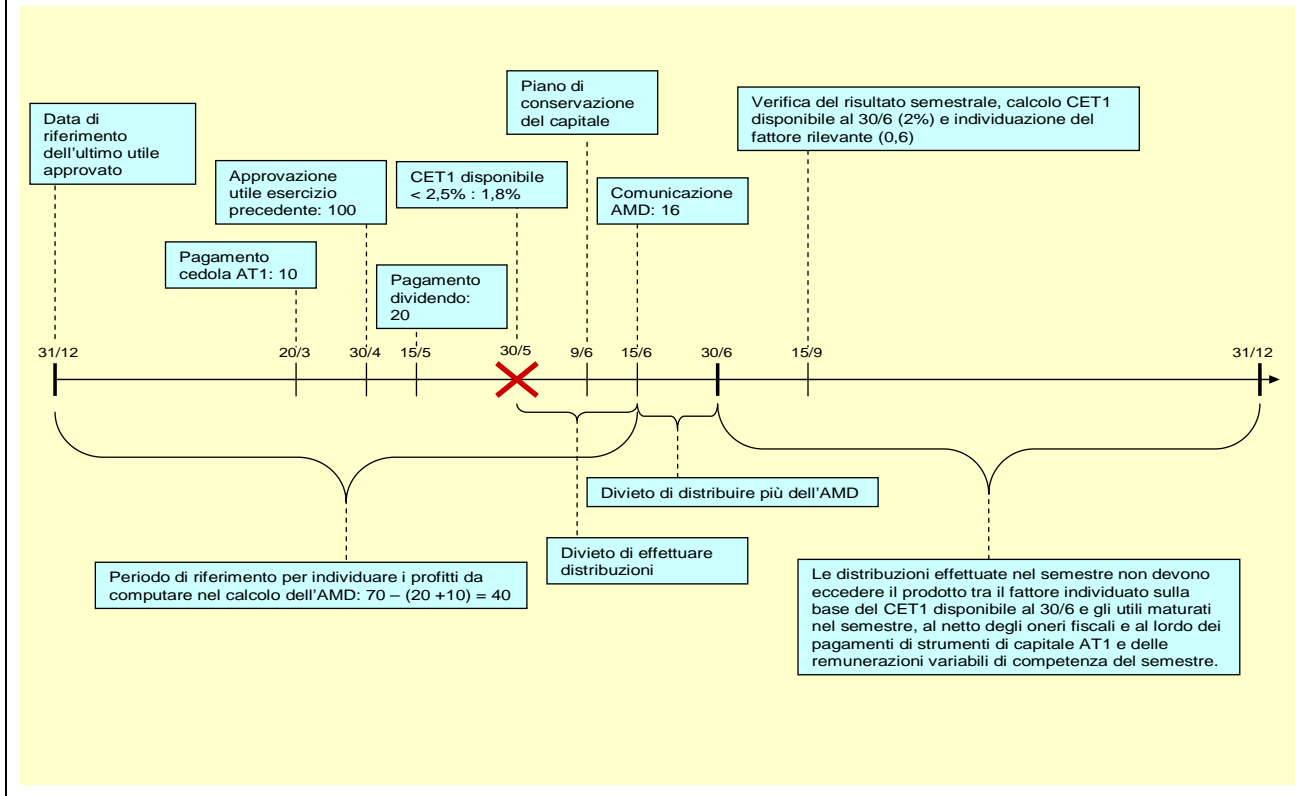 Data di
riferimento
dell'ultimo utile
approvato
Approvazione
utile esercizio
precedente: 100
Pagamento
cedola AT1: 10
CET1 disponibile
< 2,5% : 1,8%
Pagamento
dividendo:
20
Piano di
conservazione
del capitale
Comunicazione
AMD: 16
Verifica del risultato semestrale, calcolo CET1
disponibile al 30/6 (2%) e individuazione del
fattore rilevante (0,6)
31/12 20/3 30/4 15/5 30/5 9/6 15/6 30/6 15/9 31/12
Divieto di distribuire più dell'AMD
Divieto di effettuare
distribuzioni
Periodo di riferimento per individuare i profitti da
computare nel calcolo dell'AMD: 70 – (20 +10) = 40
Le distribuzioni effettuate nel semestre non devono
eccedere il prodotto tra il fattore individuato sulla
base del CET1 disponibile al 30/6 e gli utili maturati
nel semestre, al netto degli oneri fiscali e al lordo dei
pagamenti di strumenti di capitale AT1 e delle
remunerazioni variabili di competenza del semestre.